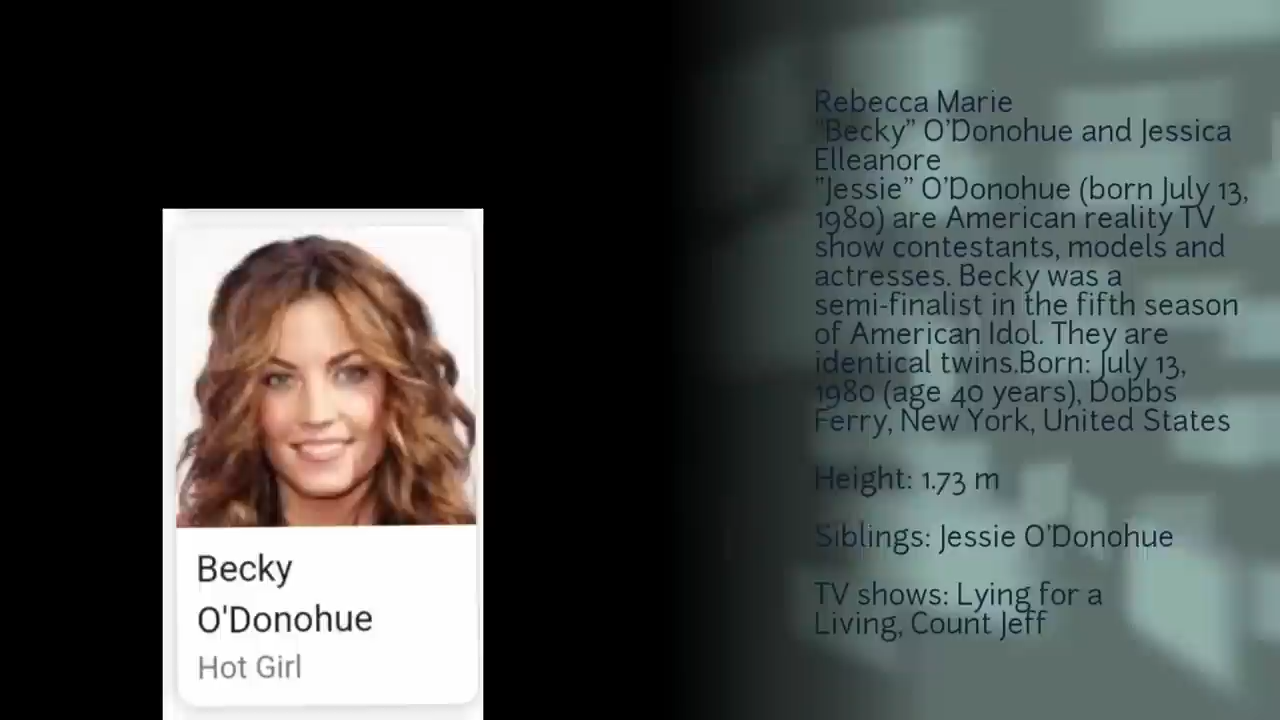 Rebecca Marie
"Becky" O'Donohue and Jessica
Elleanore
"Jessie" O'Donohue (born July 13,
1980) are American reality TV
show contestants, models and
actresses. Becky was a
semi-finalist in the fifth season
of American Idol. They are
identical twins.Born: July 13,
1980 (age 40 years), Dobbs
Ferry, New York, United States
Height: 1.73 m
Siblings: Jessie O'Donohue
TV shows: Lying for a
Living, Count Jeff
Becky
O'Donohue
Hot Girl